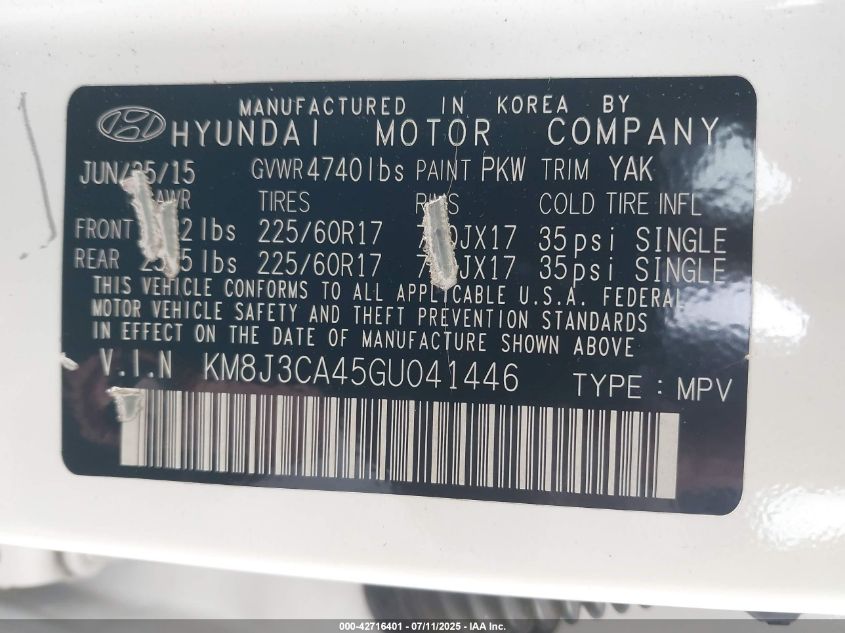 MANUFACTURED IN KOREA BY
HYUNDAI MOTOR COMPANY
GVWR 4740lbs PAINT PKW TRIM YAK
TIRES COLD TIRE INFL
FRONT lbs 225/60R17 35psi SINGLE
REAR lbs 225/60R17 35psi SINGLE
THIS VEHICLE CONFORMS TO ALL APPLICABLE U.S.A. FEDERAL
MOTOR VEHICLE SAFETY AND THEFT PREVENTION STANDARDS
IN EFFECT ON THE DATE OF MANUFACTURE SHOWN ABOVE
V.I.N KM8J3CA45GU041446 TYPE : MPV
000-42716401 - 07/11/2025 - IAA Inc.